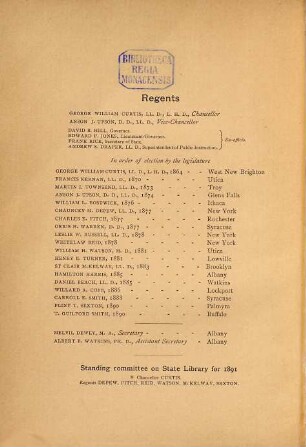 BIBLIOTHECA
REGIA
MONACENSIS
Regents
GEORGE WILLIAM CURTIS, LL. D., L. H. D., Chancellor
ANSON J. UPSON, D. D., LL. D., Vice-Chancellor
DAVID B. HILL, Governor,
EDWARD F. JONES, Lieutenant-Governor,
FRANK RICE, Secretary of State,
ANDREW S. DRAPER, LL. D., Superintendent of Public Instruction,
Ex-officio.
In order of election by the legislature
GEORGE WILLIAM CURTIS, LL. D., L. H. D., 1864 - West New Brighton
FRANCIS KERNAN, LL. D., 1870 - Utica
MARTIN I. TOWNSEND, LL. D., 1873 - Troy
ANSON J. UPSON, D. D., LL. D., 1874 - Glens Falls
WILLIAM L. BOSTWICK, 1876 - Ithaca
CHAUNCEY M. DEPEW, LL. D., 1877 - New York
CHARLES E. FITCH, 1877 - Rochester
ORRIS H. WARREN, D. D., 1877 - Syracuse
LESLIE W. RUSSELL, LL. D., 1878 - New York
WHITELAW REID, 1878 - New York
WILLIAM H. WATSON, M. D., 1881 - Utica
HENRY E. TURNER, 1881 - Lowville
ST CLAIR McKELWAY, LL. D., 1883 - Brooklyn
HAMILTON HARRIS, 1885 - Albany
DANIEL BEACH, LL. D., 1885 - Watkins
WILLARD A. COBB, 1886 - Lockport
CARROLL E. SMITH, 1888 - Syracuse
PLINY T. SEXTON, 1890 - Palmyra
T. GUILFORD SMITH, 1890 - Buffalo
MELVIL DEWEY, M. A., Secretary - Albany
ALBERT B. WATKINS, PH. D., Assistant Secretary - Albany
Standing committee on State Library for 1891
Chancellor CURTIS
Regents DEPEW, FITCH, REID, WATSON, McKELWAY, SEXTON.